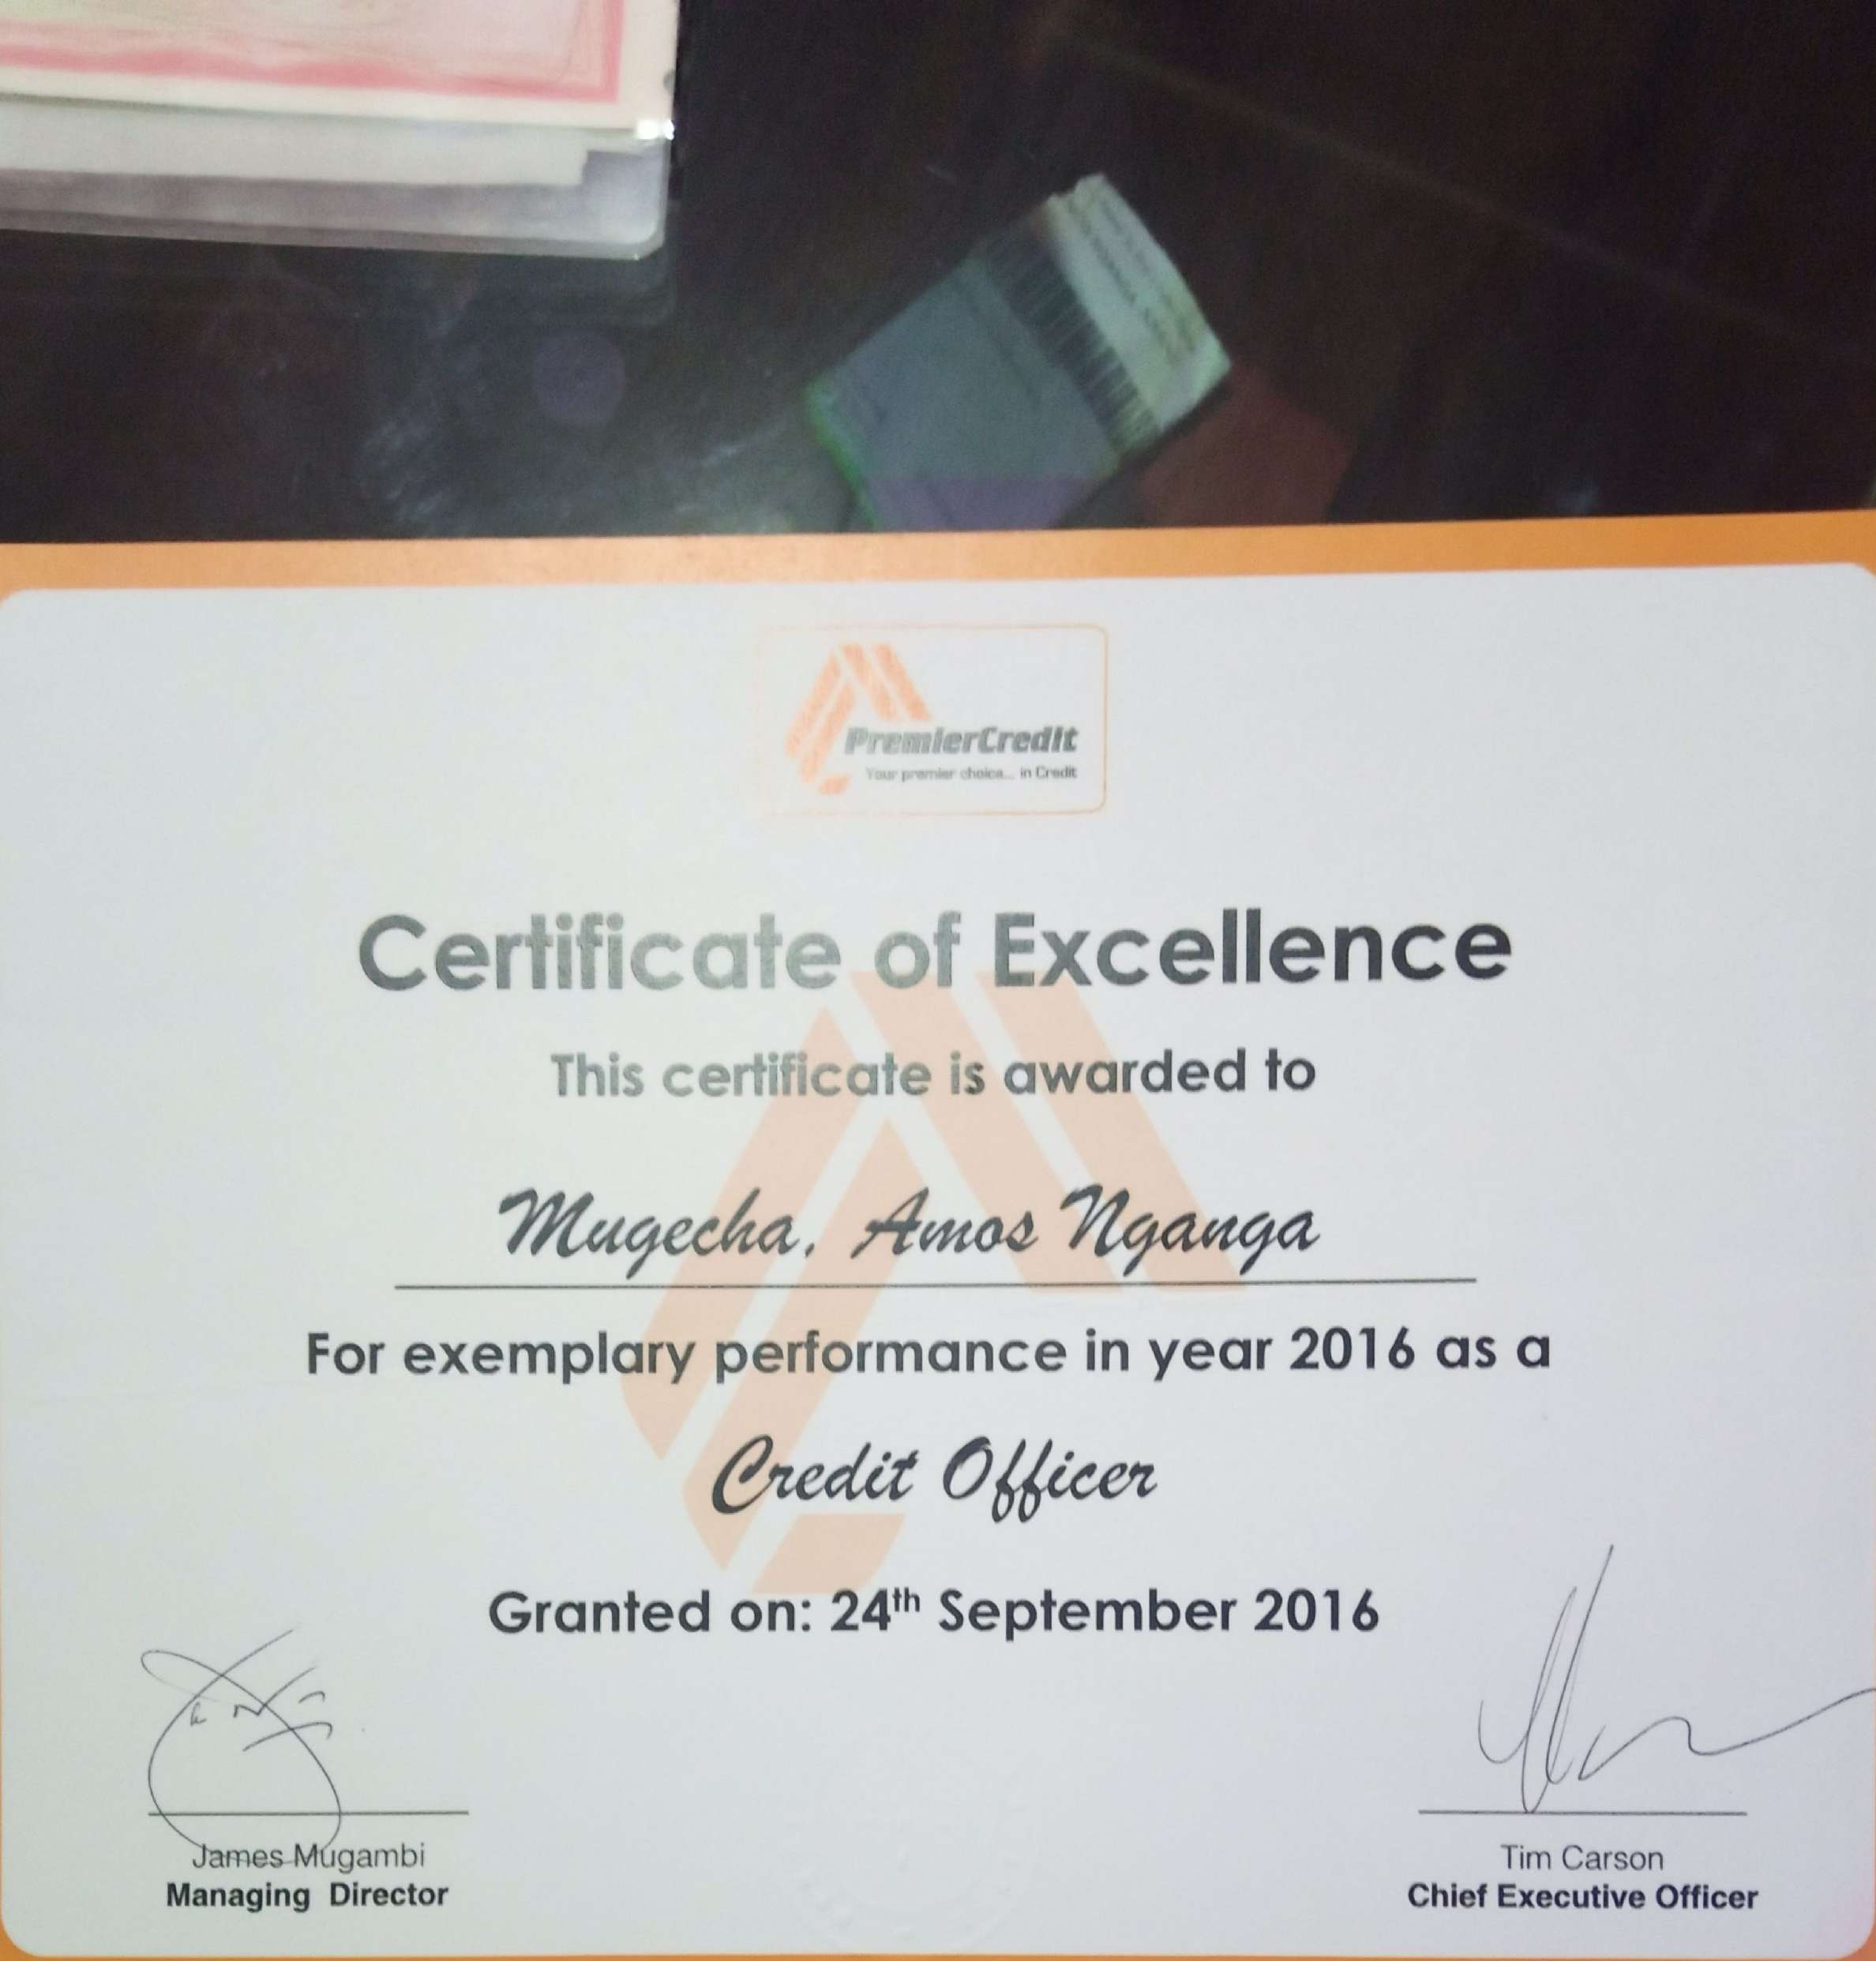 PremierCredit
Your premier choice... in Credit
Certificate of Excellence
This certificate is awarded to
Mugecha, Amos Nganga
For exemplary performance in year 2016 as a
Credit Officer
Granted on: 24th September 2016
James Mugambi
Managing Director
Tim Carson
Chief Executive Officer